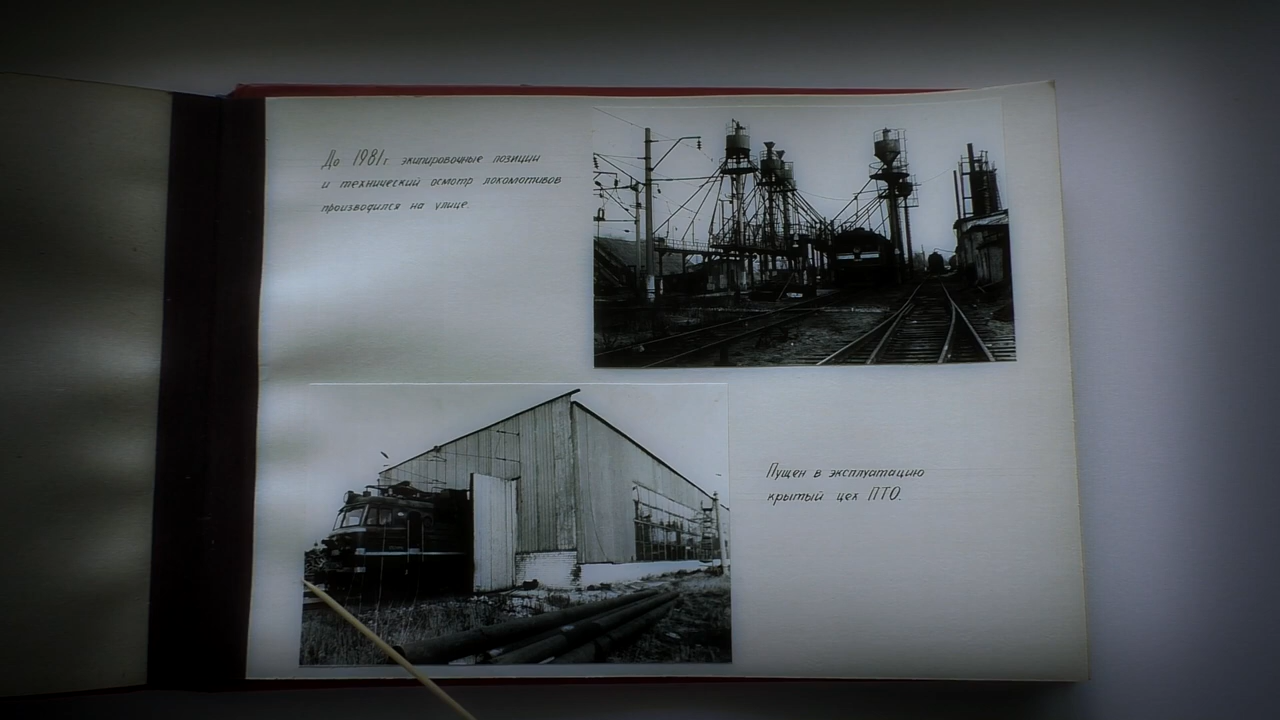 До 1981г. экипировочные позиции
и технический осмотр локомотивов
производился на улице.
Пущен в эксплуатацию
крытый цех ПТО.